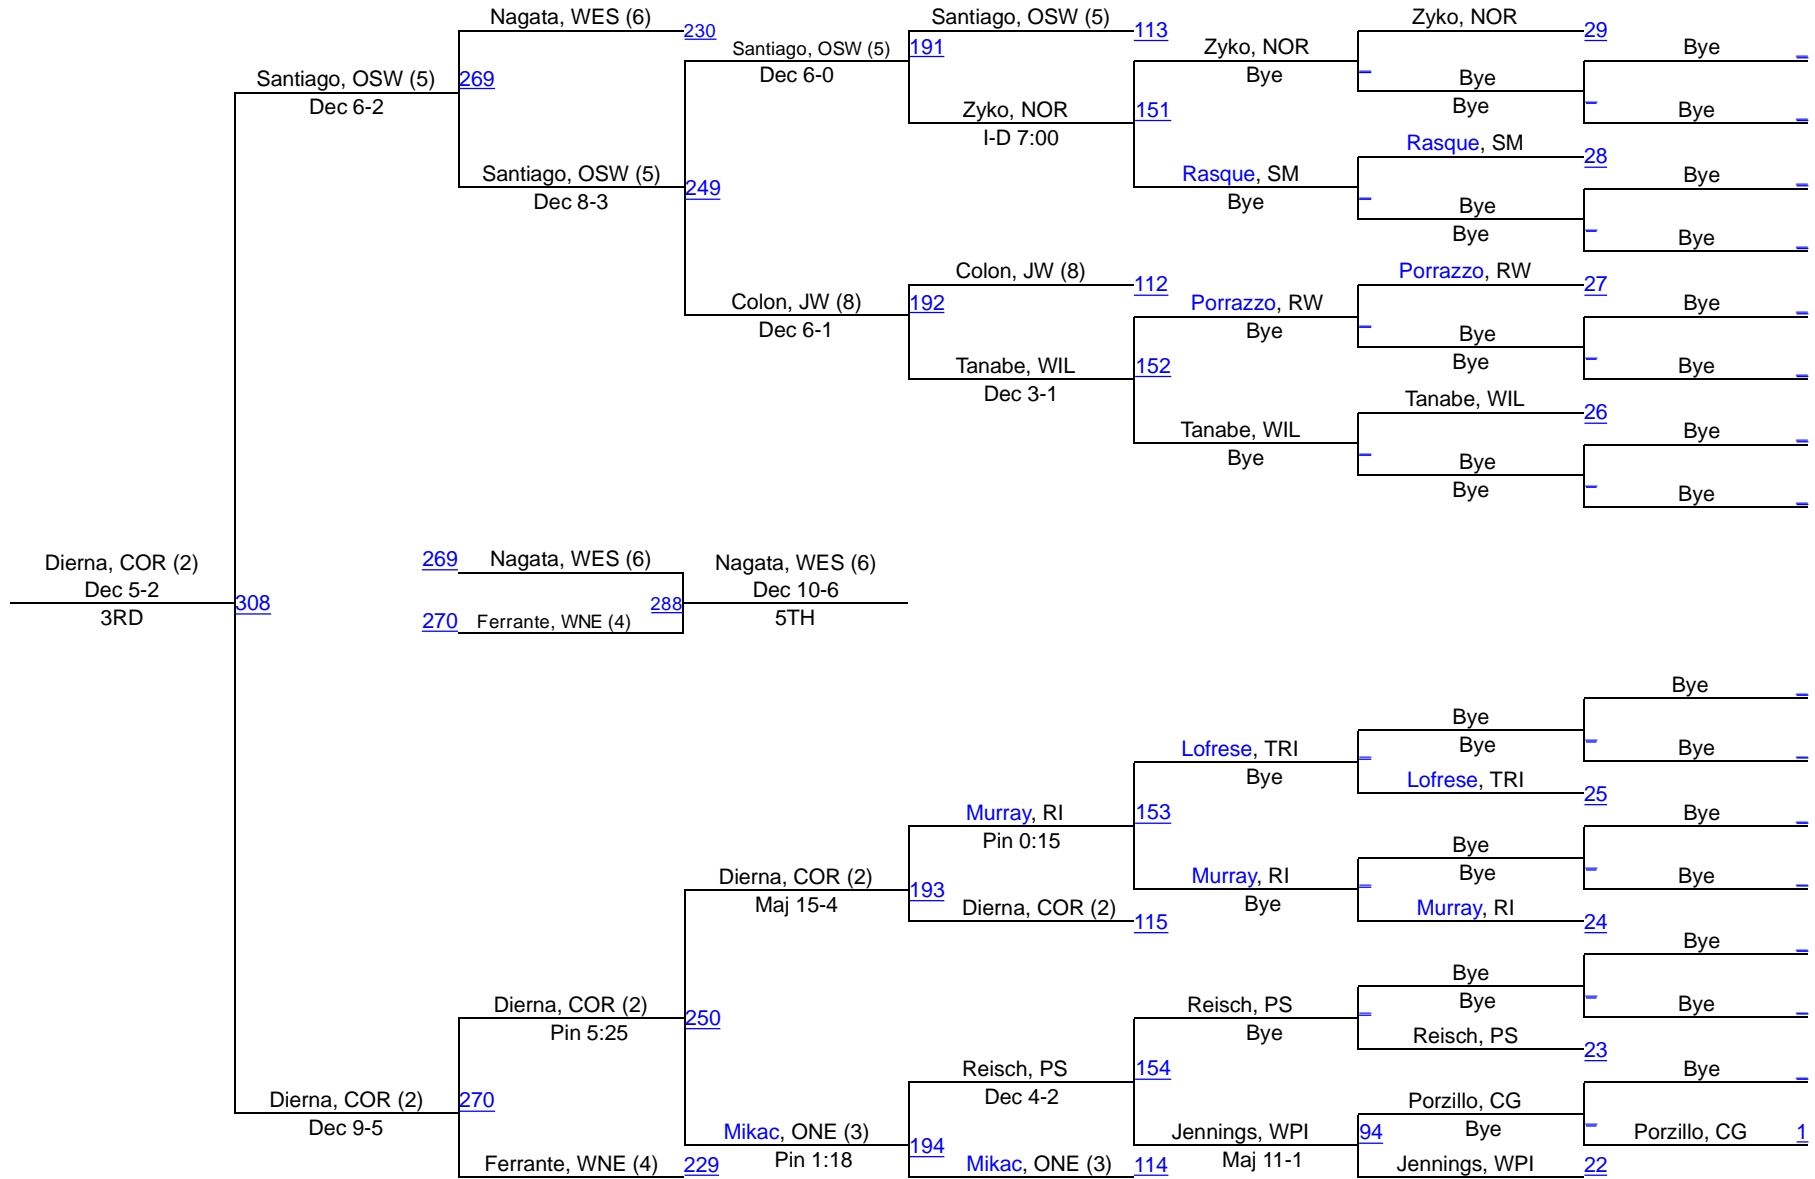 Nagata, WES (6)
230
Santiago, OSW (5)
113
Zyko, NOR
29
Bye
Santiago, OSW (5)
191
Zyko, NOR
Dec 6-0
Bye
Bye
Bye
Bye
Santiago, OSW (5)
269
Dec 6-2
Zyko, NOR
151
I-D 7:00
Rasque, SM
28
Santiago, OSW (5)
249
Dec 8-3
Rasque, SM
Bye
Bye
Bye
Bye
Bye
Colon, JW (8)
112
Porrazzo, RW
27
Colon, JW (8)
192
Dec 6-1
Porrazzo, RW
Bye
Bye
Bye
Bye
Bye
Tanabe, WIL
152
Dec 3-1
Tanabe, WIL
26
Tanabe, WIL
Bye
Bye
Bye
Bye
Bye
Dierna, COR (2)
Dec 5-2
308
3RD
269
Nagata, WES (6)
Nagata, WES (6)
Dec 10-6
288
270
Ferrante, WNE (4)
5TH
Bye
Bye
Bye
Bye
Lofrese, TRI
Bye
Lofrese, TRI
25
Murray, RI
153
Pin 0:15
Bye
Bye
Bye
Bye
Murray, RI
Bye
Murray, RI
24
Dierna, COR (2)
193
Maj 15-4
Dierna, COR (2)
115
Bye
Bye
Bye
Bye
Dierna, COR (2)
250
Pin 5:25
Reisch, PS
Bye
Reisch, PS
23
Reisch, PS
154
Dec 4-2
Bye
Dierna, COR (2)
270
Dec 9-5
Porzillo, CG
Bye
Porzillo, CG
1
Mikac, ONE (3)
194
Pin 1:18
Jennings, WPI
94
Maj 11-1
Ferrante, WNE (4)
229
Mikac, ONE (3)
114
Jennings, WPI
22